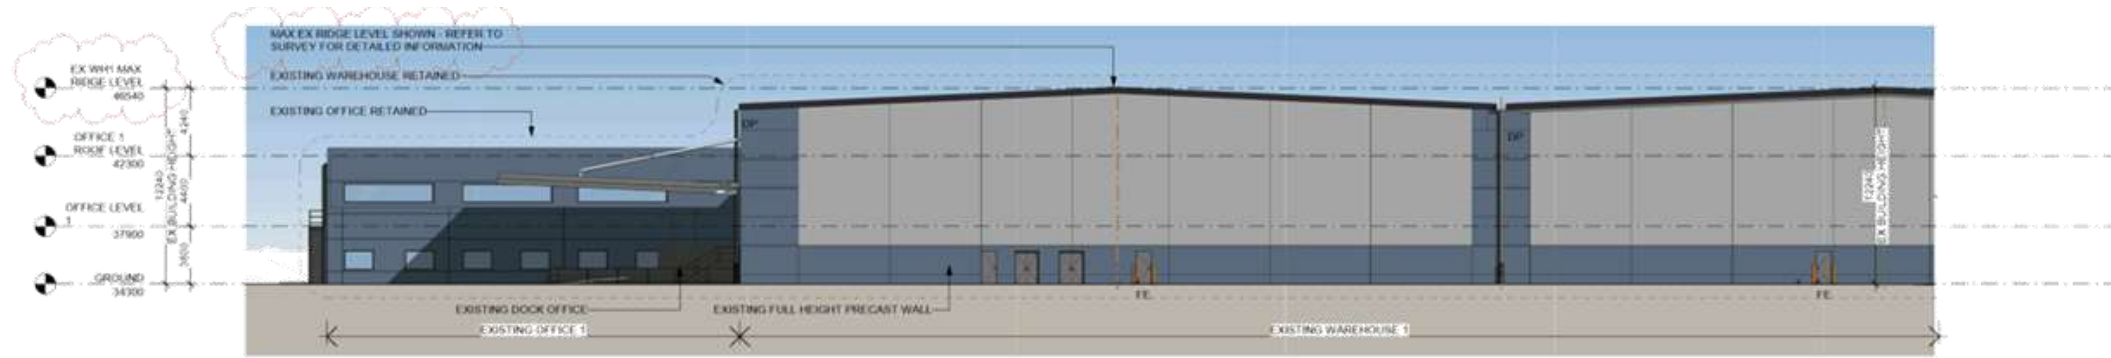 MAX EX RIDGE LEVEL SHOWN - REFER TO
SURVEY FOR DETAILED INFORMATION
EX WH1 MAX
RIDGE LEVEL
46540
EXISTING WAREHOUSE RETAINED
EXISTING OFFICE RETAINED
OFFICE 1
ROOF LEVEL
42300
OFFICE LEVEL
1
37900
GROUND
34300
4240
4400
3600
12240
EX BUILDING HEIGHT
DP
DP
12240
EX BUILDING HEIGHT
F.E.
F.E.
EXISTING DOCK OFFICE
EXISTING FULL HEIGHT PRECAST WALL
EXISTING OFFICE 1
EXISTING WAREHOUSE 1